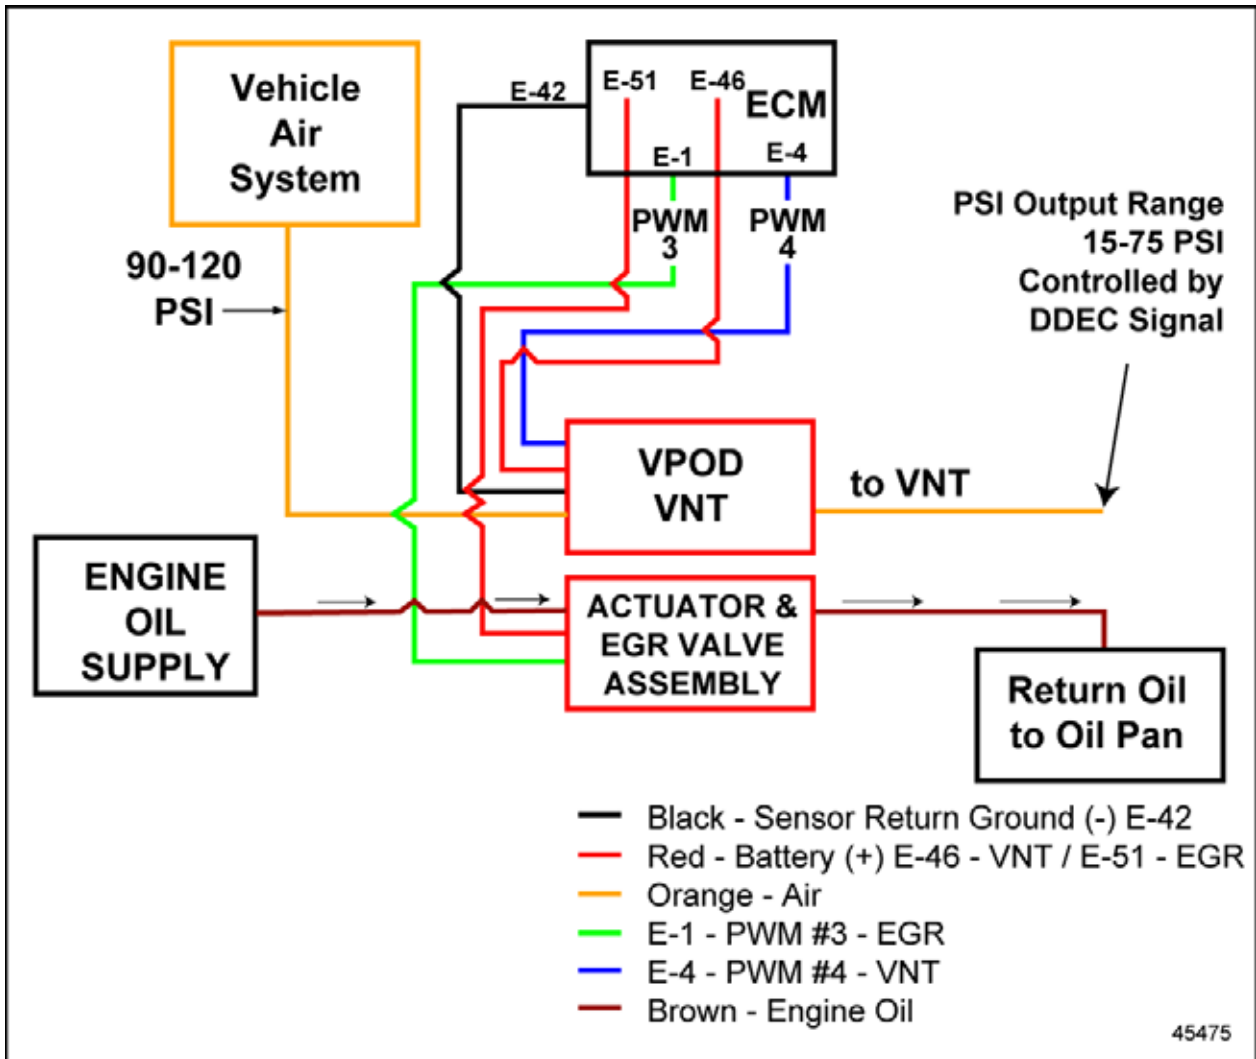 Vehicle
Air
System
E-42
E-51
E-46
ECM
E-1
E-4
PWM
3
PWM
4
90-120
PSI
PSI Output Range
15-75 PSI
Controlled by
DDEC Signal
VPOD
VNT
to VNT
ENGINE
OIL
SUPPLY
ACTUATOR &
EGR VALVE
ASSEMBLY
Return Oil
to Oil Pan
Black - Sensor Return Ground (-) E-42
Red - Battery (+) E-46 - VNT / E-51 - EGR
Orange - Air
E-1 - PWM #3 - EGR
E-4 - PWM #4 - VNT
Brown - Engine Oil
45475